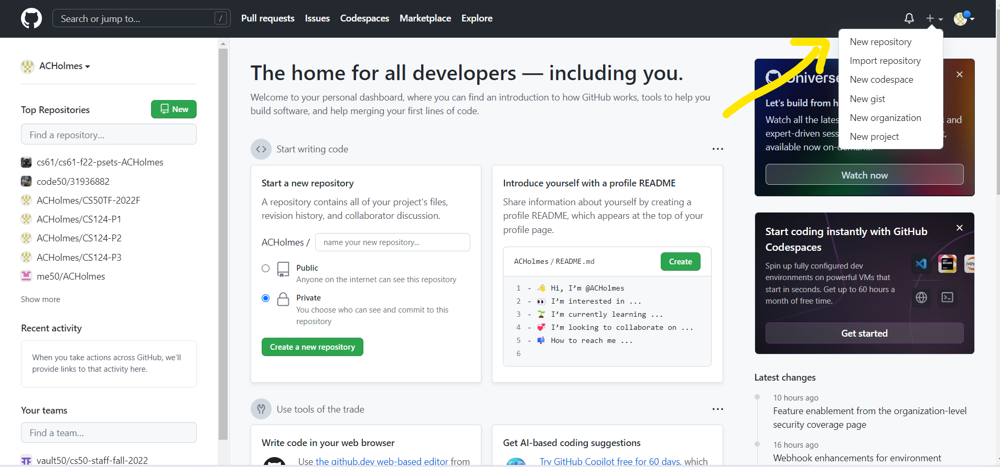 Search or jump to...
/
Pull requests
Issues
Codespaces
Marketplace
Explore
New repository
Import repository
New codespace
New gist
New organization
New project
ACHolmes
Top Repositories
New
Find a repository...
cs61/cs61-f22-psets-ACHolmes
code50/31936882
ACHolmes/CS50TF-2022F
ACHolmes/CS124-P1
ACHolmes/CS124-P2
ACHolmes/CS124-P3
me50/ACHolmes
Show more
Recent activity
When you take actions across GitHub, we'll
provide links to that activity here.
Your teams
Find a team...
vault50/cs50-staff-fall-2022
The home for all developers — including you.
Welcome to your personal dashboard, where you can find an introduction to how GitHub works, tools to help you
build software, and help merging your first lines of code.
Start writing code
Start a new repository
A repository contains all of your project's files,
revision history, and collaborator discussion.
ACHolmes /
name your new repository...
Public
Anyone on the internet can see this repository
Private
You choose who can see and commit to this
repository
Create a new repository
Introduce yourself with a profile README
Share information about yourself by creating a
profile README, which appears at the top of your
profile page.
ACHolmes / README.md
Create
1 - 👋 Hi, I'm @ACHolmes
2 - 👀 I'm interested in ...
3 - 🌱 I'm currently learning ...
4 - 💞️ I'm looking to collaborate on ...
5 - 📫 How to reach me ...
6
Use tools of the trade
Write code in your web browser
Use the github.dev web-based editor from
Get AI-based coding suggestions
Try GitHub Copilot free for 60 days, which
Universe
Let's build from h
Watch all the lates and
expert-driven sess t,
available now on-demand.
Watch now
Start coding instantly with GitHub
Codespaces
Spin up fully configured dev
environments on powerful VMs that
start in seconds. Get up to 60 hours a
month of free time.
JET
BRAINS
jupy
Get started
Latest changes
10 hours ago
Feature enablement from the organization-level
security coverage page
16 hours ago
Webhook enhancements for environment